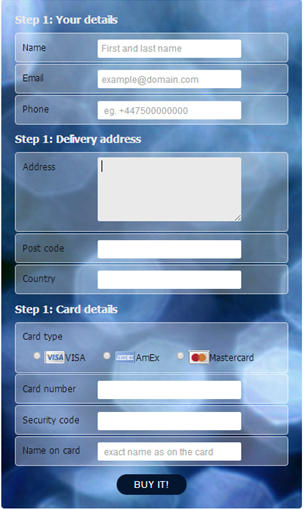 Step 1: Your details
Name First and last name
Email example@domain.com
Phone eg. +447500000000
Step 1: Delivery address
Address
Post code
Country
Step 1: Card details
Card type
VISA VISA AMEX AmEx Mastercard
Card number
Security code
Name on card exact name as on the card
BUY IT!